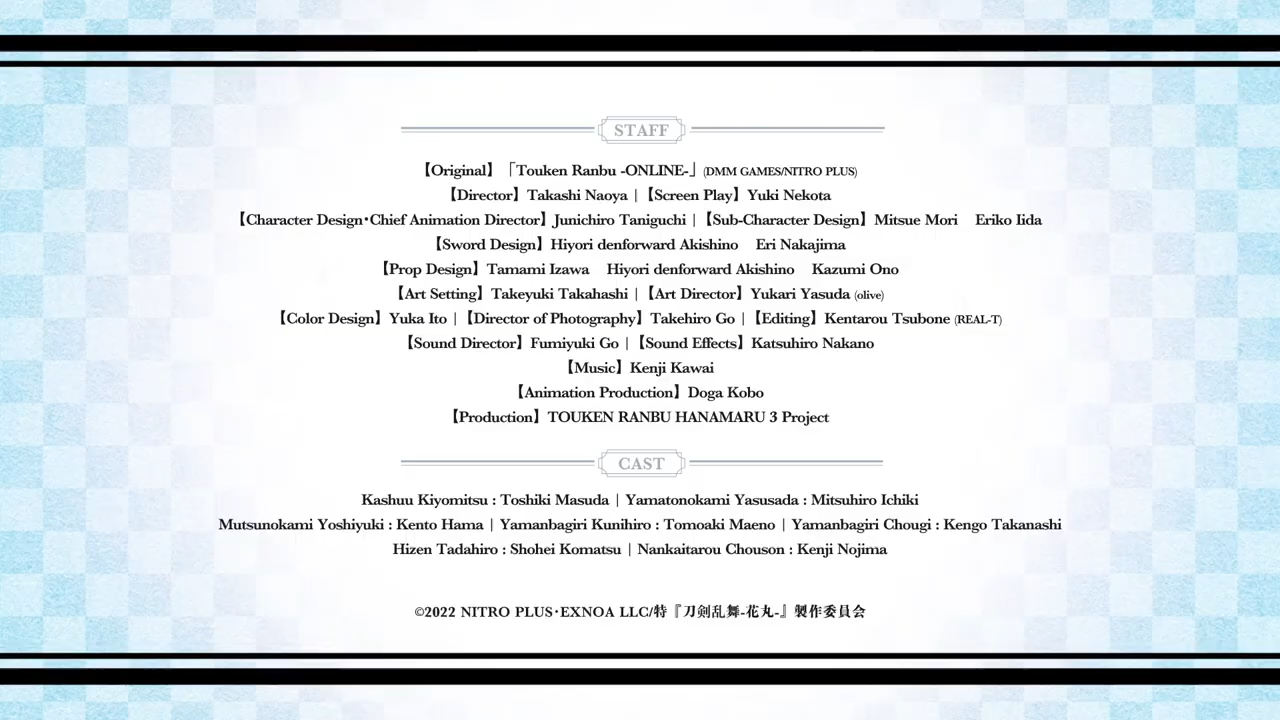 STAFF
【Original】「Touken Ranbu -ONLINE-」(DMM GAMES/NITRO PLUS)
【Director】Takashi Naoya |【Screen Play】Yuki Nekota
【Character Design・Chief Animation Director】Junichiro Taniguchi |【Sub-Character Design】Mitsue Mori　Eriko Iida
【Sword Design】Hiyori denforward Akishino　Eri Nakajima
【Prop Design】Tamami Izawa　Hiyori denforward Akishino　Kazumi Ono
【Art Setting】Takeyuki Takahashi |【Art Director】Yukari Yasuda (olive)
【Color Design】Yuka Ito |【Director of Photography】Takehiro Go |【Editing】Kentarou Tsubone (REAL-T)
【Sound Director】Fumiyuki Go |【Sound Effects】Katsuhiro Nakano
【Music】Kenji Kawai
【Animation Production】Doga Kobo
【Production】TOUKEN RANBU HANAMARU 3 Project
CAST
Kashuu Kiyomitsu : Toshiki Masuda | Yamatonokami Yasusada : Mitsuhiro Ichiki
Mutsunokami Yoshiyuki : Kento Hama | Yamanbagiri Kunihiro : Tomoaki Maeno | Yamanbagiri Chougi : Kengo Takanashi
Hizen Tadahiro : Shohei Komatsu | Nankaitarou Chouson : Kenji Nojima
©2022 NITRO PLUS・EXNOA LLC/特『刀剣乱舞-花丸-』製作委員会